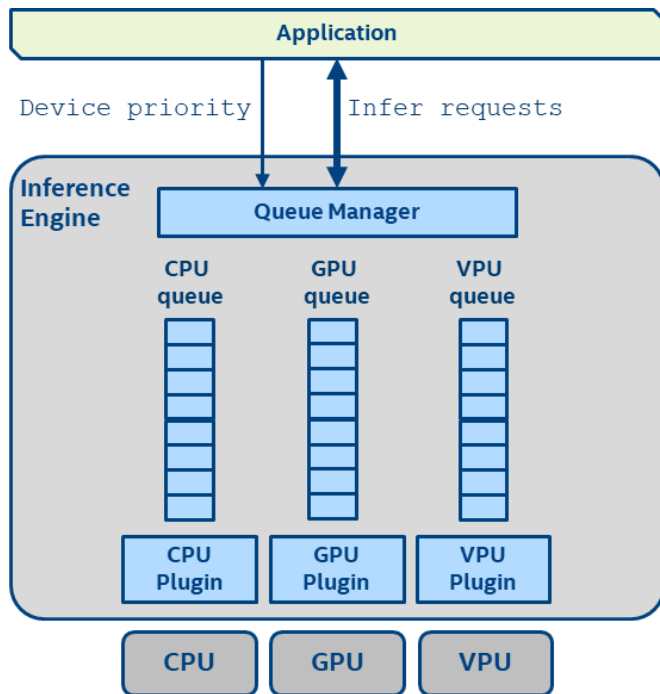 Application
Device priority
Infer requests
Inference
Engine
Queue Manager
CPU
queue
GPU
queue
VPU
queue
CPU
Plugin
GPU
Plugin
VPU
Plugin
CPU
GPU
VPU